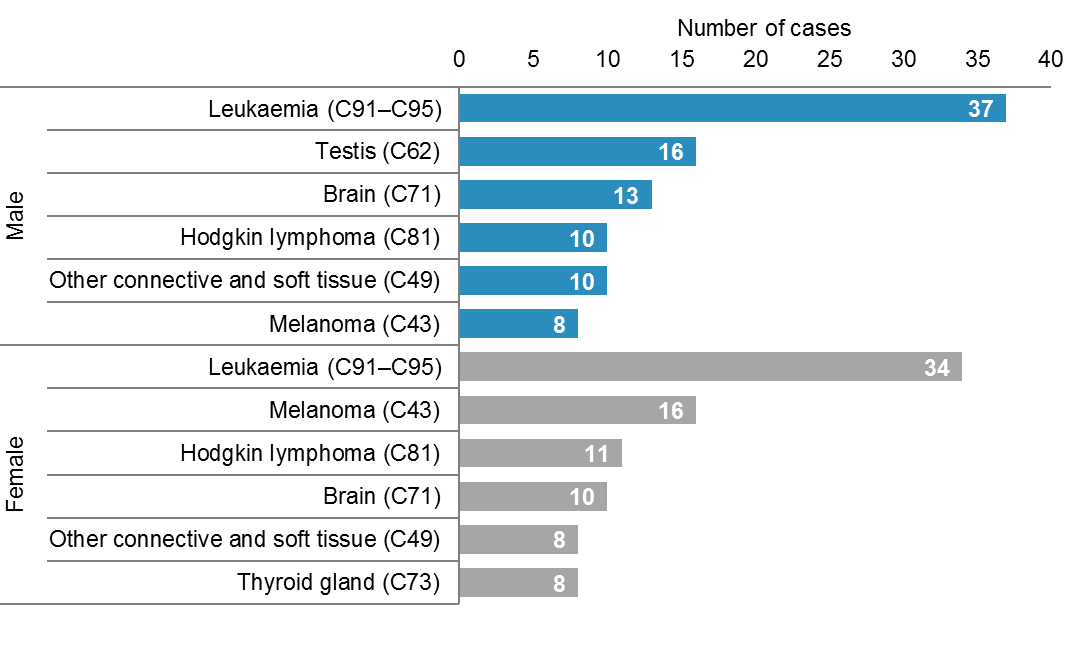 Number of cases
0 5 10 15 20 25 30 35 40
Male
Leukaemia (C91–C95) 37
Testis (C62) 16
Brain (C71) 13
Hodgkin lymphoma (C81) 10
Other connective and soft tissue (C49) 10
Melanoma (C43) 8
Female
Leukaemia (C91–C95) 34
Melanoma (C43) 16
Hodgkin lymphoma (C81) 11
Brain (C71) 10
Other connective and soft tissue (C49) 8
Thyroid gland (C73) 8